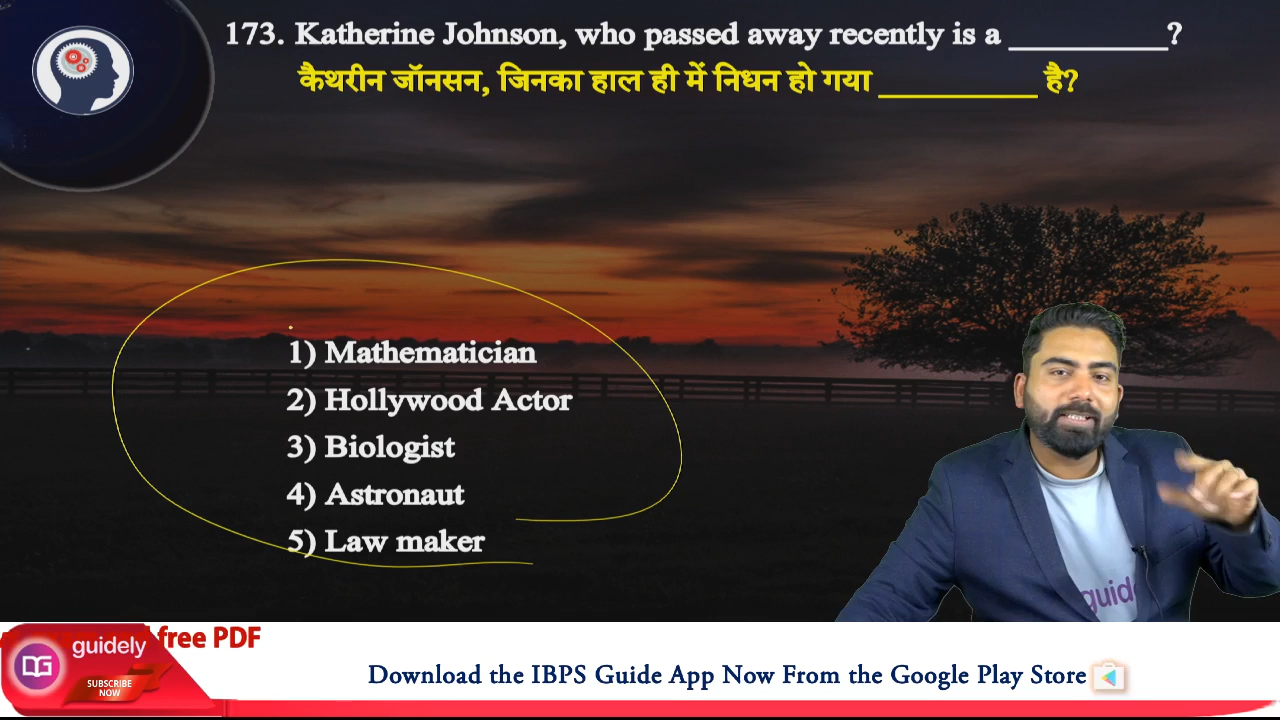 173. Katherine Johnson, who passed away recently is a __________?
कैथरीन जॉनसन, जिनका हाल ही में निधन हो गया __________ है?
1) Mathematician
2) Hollywood Actor
3) Biologist
4) Astronaut
5) Law maker
guide
free PDF
guidely
SUBSCRIBE
NOW
Download the IBPS Guide App Now From the Google Play Store